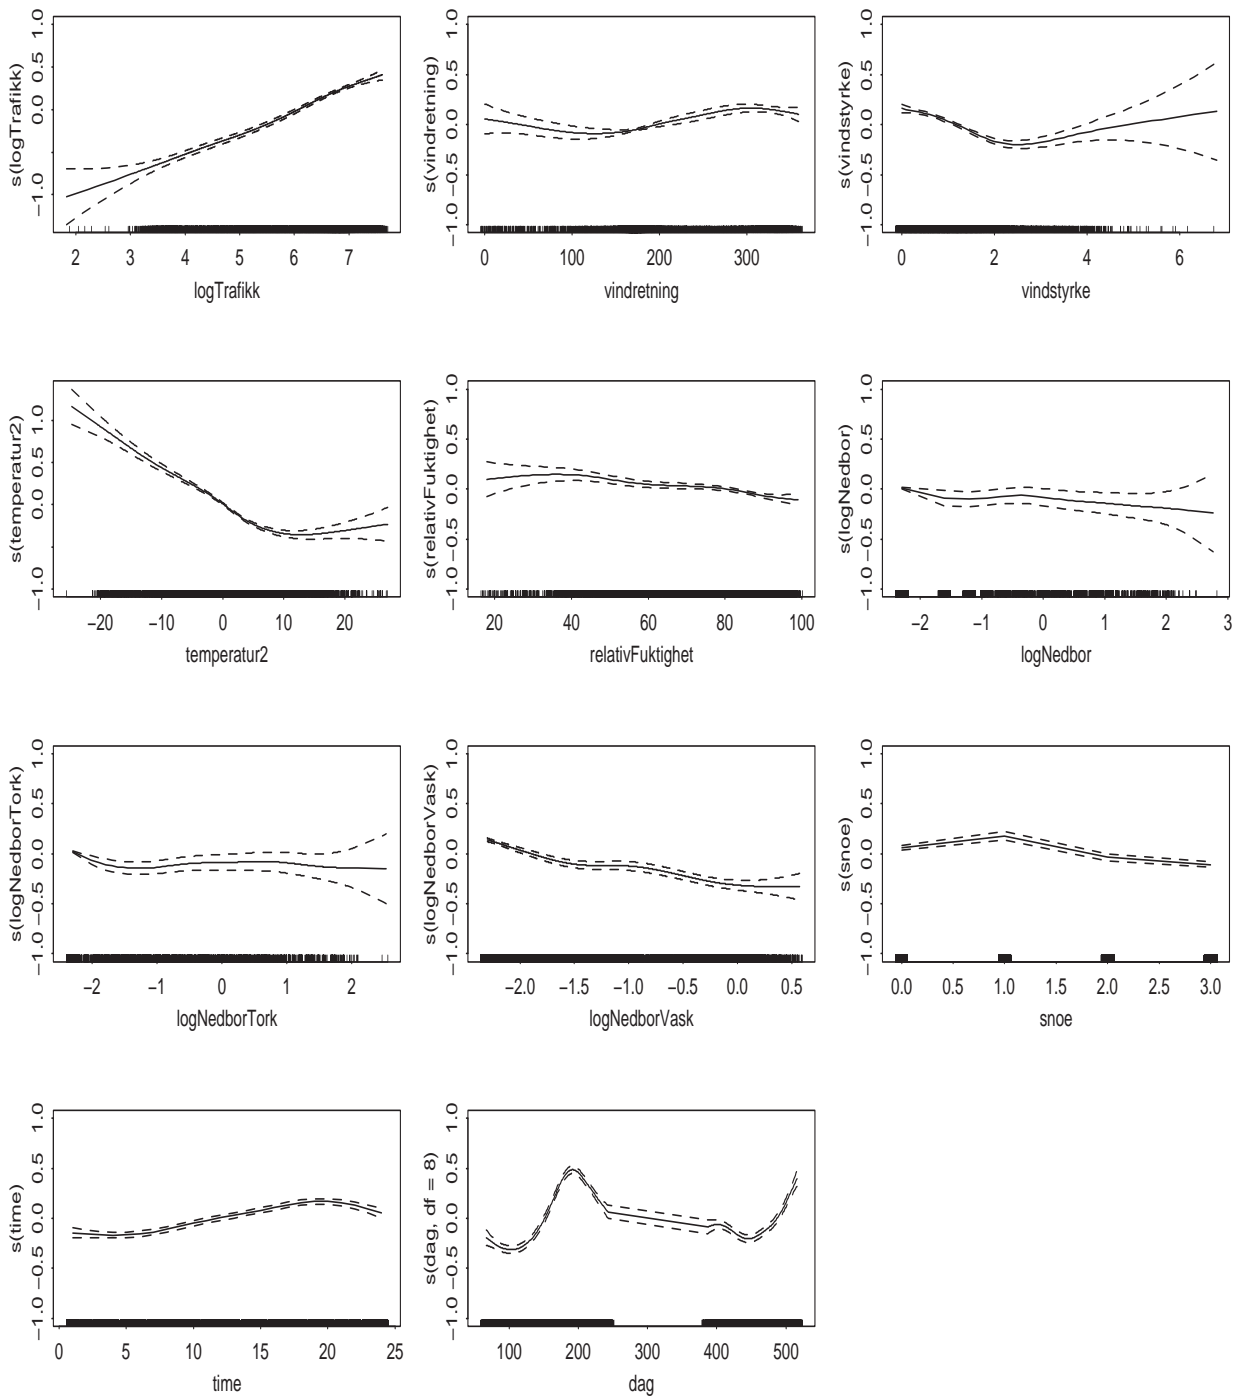 s(logTrafikk)
−1.0 0.0 0.5 1.0
2 3 4 5 6 7
logTrafikk
s(vindretning)
−1.0 −0.5 0.0 0.5 1.0
0 100 200 300
vindretning
s(vindstyrke)
−1.0 −0.5 0.0 0.5 1.0
0 2 4 6
vindstyrke
s(temperatur2)
−1.0 0.0 0.5 1.0
−20 −10 0 10 20
temperatur2
s(relativFuktighet)
−1.0 −0.5 0.0 0.5 1.0
20 40 60 80 100
relativFuktighet
s(logNedbor)
−1.0 −0.5 0.0 0.5 1.0
−2 −1 0 1 2 3
logNedbor
s(logNedborTork)
−1.0 −0.5 0.0 0.5 1.0
−2 −1 0 1 2
logNedborTork
s(logNedborVask)
−1.0 −0.5 0.0 0.5 1.0
−2.0 −1.5 −1.0 −0.5 0.0 0.5
logNedborVask
s(snoe)
−1.0 −0.5 0.0 0.5 1.0
0.0 0.5 1.0 1.5 2.0 2.5 3.0
snoe
s(time)
−1.0 −0.5 0.0 0.5 1.0
0 5 10 15 20 25
time
s(dag, df = 8)
−1.0 −0.5 0.0 0.5 1.0
100 200 300 400 500
dag